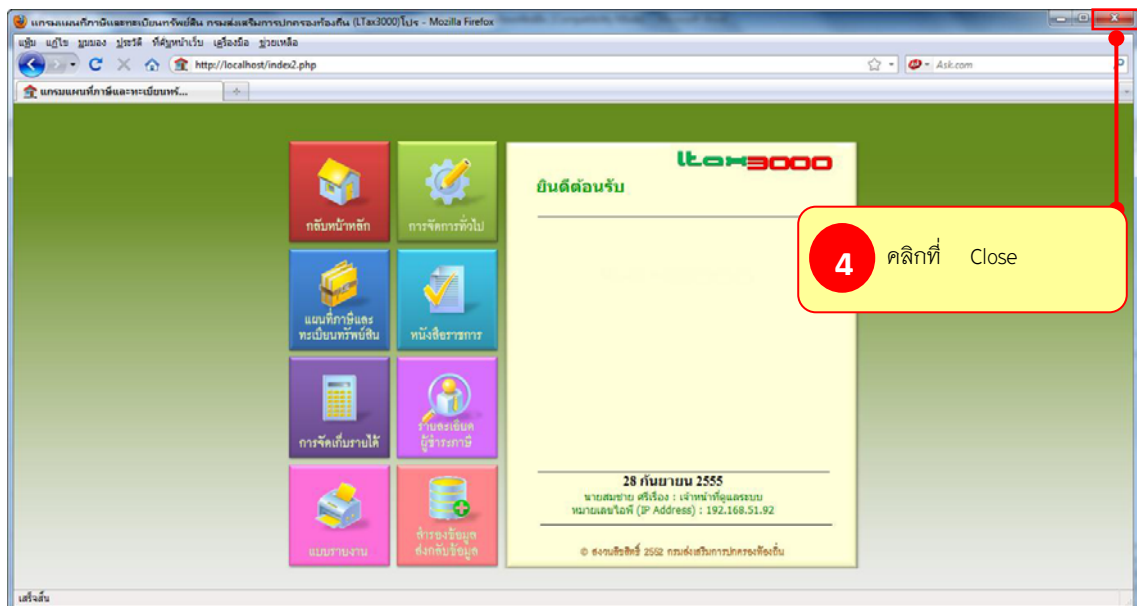 แกรมแผนที่ภาษีและทะเบียนทรัพย์สิน กรมส่งเสริมการปกครองท้องถิ่น (LTax3000)โปร - Mozilla Firefox
แฟ้ม แก้ไข มุมมอง ประวัติ ที่คั่นหน้าเว็บ เครื่องมือ ช่วยเหลือ
http://localhost/index2.php
Ask.com
แกรมแผนที่ภาษีและทะเบียนทรั...
กลับหน้าหลัก
การจัดการทั่วไป
แผนที่ภาษีและ
ทะเบียนทรัพย์สิน
หนังสือราชการ
การจัดเก็บรายได้
รายละเอียด
ผู้ชำระภาษี
แบบรายงาน
สำรองข้อมูล
ส่งกลับข้อมูล
ltax3000
ยินดีต้อนรับ
28 กันยายน 2555
นายสมชาย ศรีเรือง : เจ้าหน้าที่ดูแลระบบ
หมายเลขไอพี (IP Address) : 192.168.51.92
© สงวนลิขสิทธิ์ 2552 กรมส่งเสริมการปกครองท้องถิ่น
4 คลิกที่ Close
เสร็จสิ้น